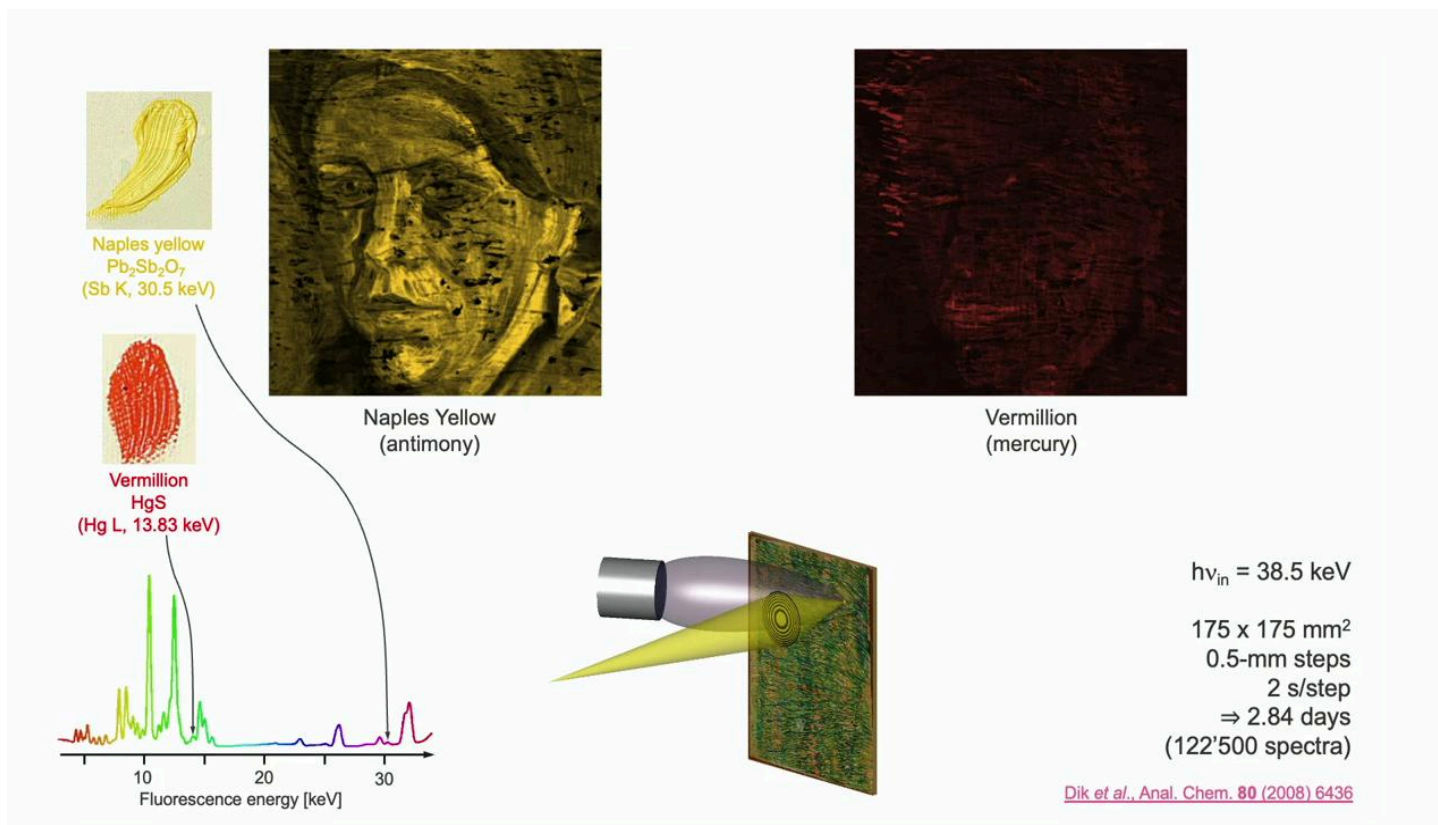 Naples yellow
Pb₂Sb₂O₇
(Sb K, 30.5 keV)
Vermillion
HgS
(Hg L, 13.83 keV)
Naples Yellow
(antimony)
Vermillion
(mercury)
10
20
30
Fluorescence energy [keV]
hνin = 38.5 keV
175 x 175 mm²
0.5-mm steps
2 s/step
⇒ 2.84 days
(122'500 spectra)
Dik et al., Anal. Chem. 80 (2008) 6436